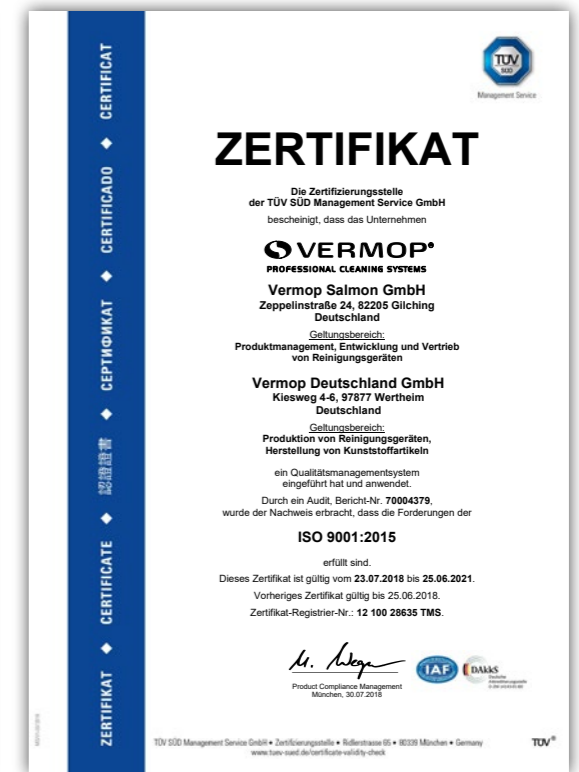 TÜV
SÜD
Management Service
ZERTIFIKAT
Die Zertifizierungsstelle
der TÜV SÜD Management Service GmbH
bescheinigt, dass das Unternehmen
VERMOP®
PROFESSIONAL CLEANING SYSTEMS
Vermop Salmon GmbH
Zeppelinstraße 24, 82205 Gilching
Deutschland
Geltungsbereich:
Produktmanagement, Entwicklung und Vertrieb
von Reinigungsgeräten
Vermop Deutschland GmbH
Kiesweg 4-6, 97877 Wertheim
Deutschland
Geltungsbereich:
Produktion von Reinigungsgeräten,
Herstellung von Kunststoffartikeln
ein Qualitätsmanagementsystem
eingeführt hat und anwendet.
Durch ein Audit, Bericht-Nr. 70004379,
wurde der Nachweis erbracht, dass die Forderungen der
ISO 9001:2015
erfüllt sind.
Dieses Zertifikat ist gültig vom 23.07.2018 bis 25.06.2021.
Vorheriges Zertifikat gültig bis 25.06.2018.
Zertifikat-Registrier-Nr.: 12 100 28635 TMS.
Product Compliance Management
München, 30.07.2018
IAF
DAkkS
Deutsche
Akkreditierungsstelle
TÜV SÜD Management Service GmbH • Zertifizierungsstelle • Ridlerstrasse 65 • 80339 München • Germany
www.tuev-sued.de/certificate-validity-check
TÜV®
ZERTIFIKAT ◆ CERTIFICATE ◆ 認證證書 ◆ СЕРТИФИКАТ ◆ CERTIFICADO ◆ CERTIFICAT